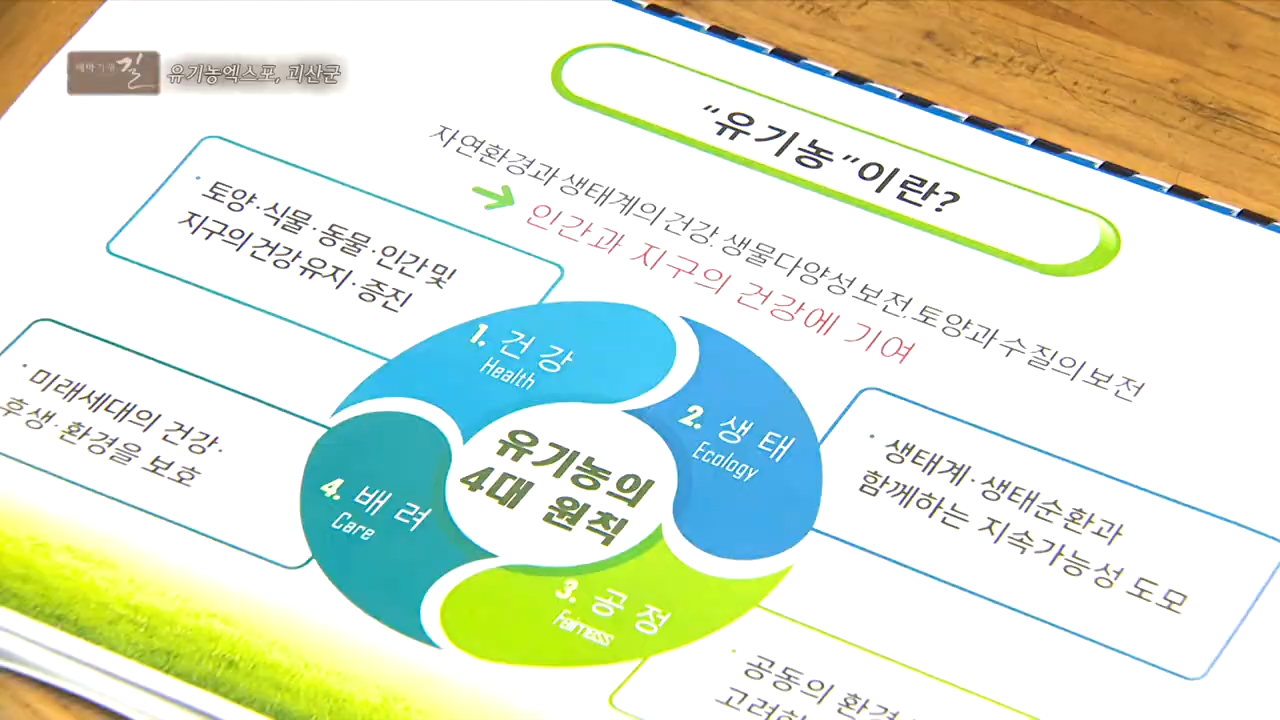 테마기행 길
유기농엑스포, 괴산군
“유기농”이란?
자연환경과 생태계의 건강. 생물다양성 보전. 토양과 수질의 보전
인간과 지구의 건강에 기여
· 토양·식물·동물·인간 및
지구의 건강 유지·증진
1. 건강
Health
2. 생태
Ecology
· 생태계·생태순환과
함께하는 지속가능성 도모
· 미래세대의 건강·
후생·환경을 보호
4. 배려
Care
유기농의
4대 원칙
3. 공정
Fairness
· 공동의